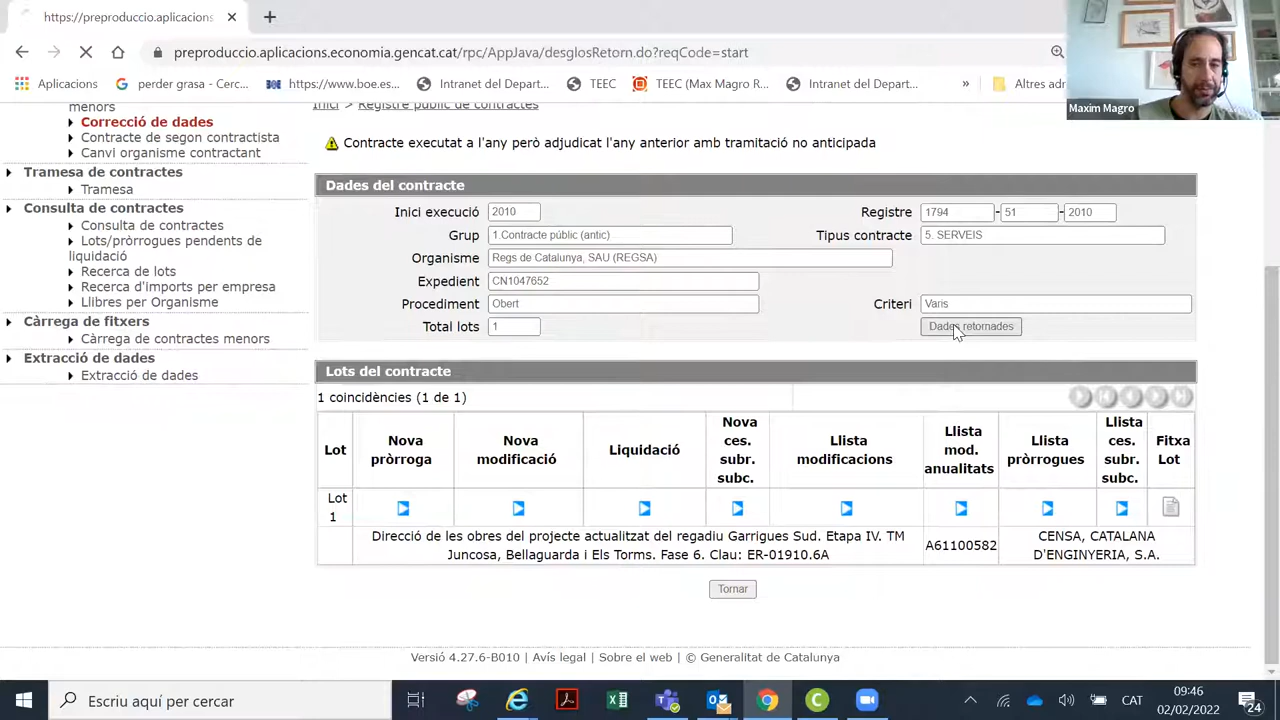 https://preproduccio.aplicacions
preproduccio.aplicacions.economia.gencat.cat/rpc/AppJava/desglosRetorn.do?reqCode=start
Aplicacions
perder grasa - Cerc...
https://www.boe.es...
Intranet del Depart...
TEEC
TEEC (Max Magro R...
Intranet del Depart...
»
Altres adr
Maxim Magro
menors
Correcció de dades
Contracte de segon contractista
Canvi organisme contractant
Tramesa de contractes
Tramesa
Consulta de contractes
Consulta de contractes
Lots/pròrrogues pendents de
liquidació
Recerca de lots
Recerca d'imports per empresa
Llibres per Organisme
Càrrega de fitxers
Càrrega de contractes menors
Extracció de dades
Extracció de dades
Inici > Registre públic de contractes
Contracte executat a l'any però adjudicat l'any anterior amb tramitació no anticipada
Dades del contracte
Inici execució 2010 Registre 1794 - 51 - 2010
Grup 1.Contracte públic (antic) Tipus contracte 5. SERVEIS
Organisme Regs de Catalunya, SAU (REGSA)
Expedient CN1047652
Procediment Obert Criteri Varis
Total lots 1 Dades retornades
Lots del contracte
1 coincidències (1 de 1)
Lot Nova pròrroga Nova modificació Liquidació Nova ces. subr. subc. Llista modificacions Llista mod. anualitats Llista pròrrogues Llista ces. subr. subc. Fitxa Lot
Lot 1
Direcció de les obres del projecte actualitzat del regadiu Garrigues Sud. Etapa IV. TM
Juncosa, Bellaguarda i Els Torms. Fase 6. Clau: ER-01910.6A
A61100582
CENSA, CATALANA
D'ENGINYERIA, S.A.
Tornar
Versió 4.27.6-B010 | Avís legal | Sobre el web | © Generalitat de Catalunya
Escriu aquí per cercar
CAT
09:46
02/02/2022
24